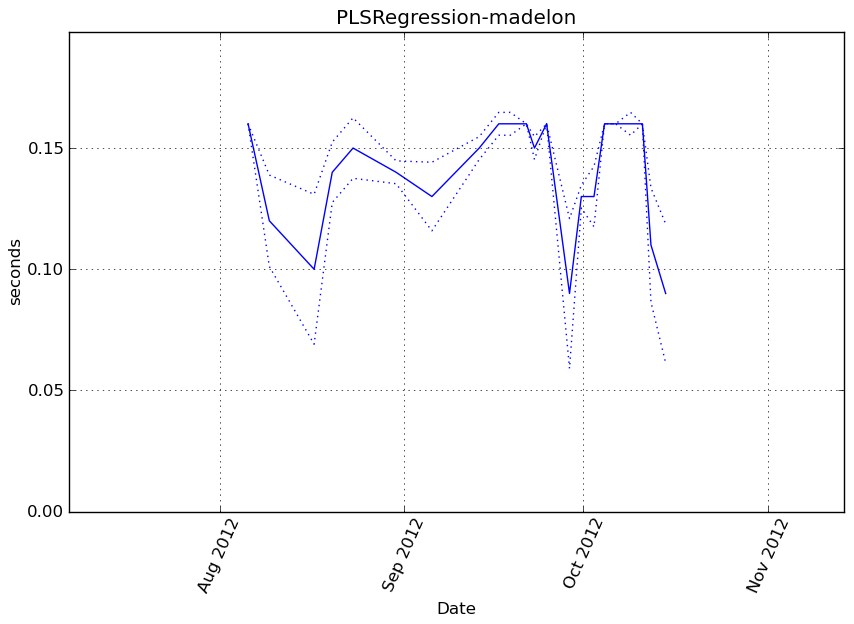 PLSRegression-madelon
seconds
0.15
0.10
0.05
0.00
Aug 2012
Sep 2012
Oct 2012
Nov 2012
Date